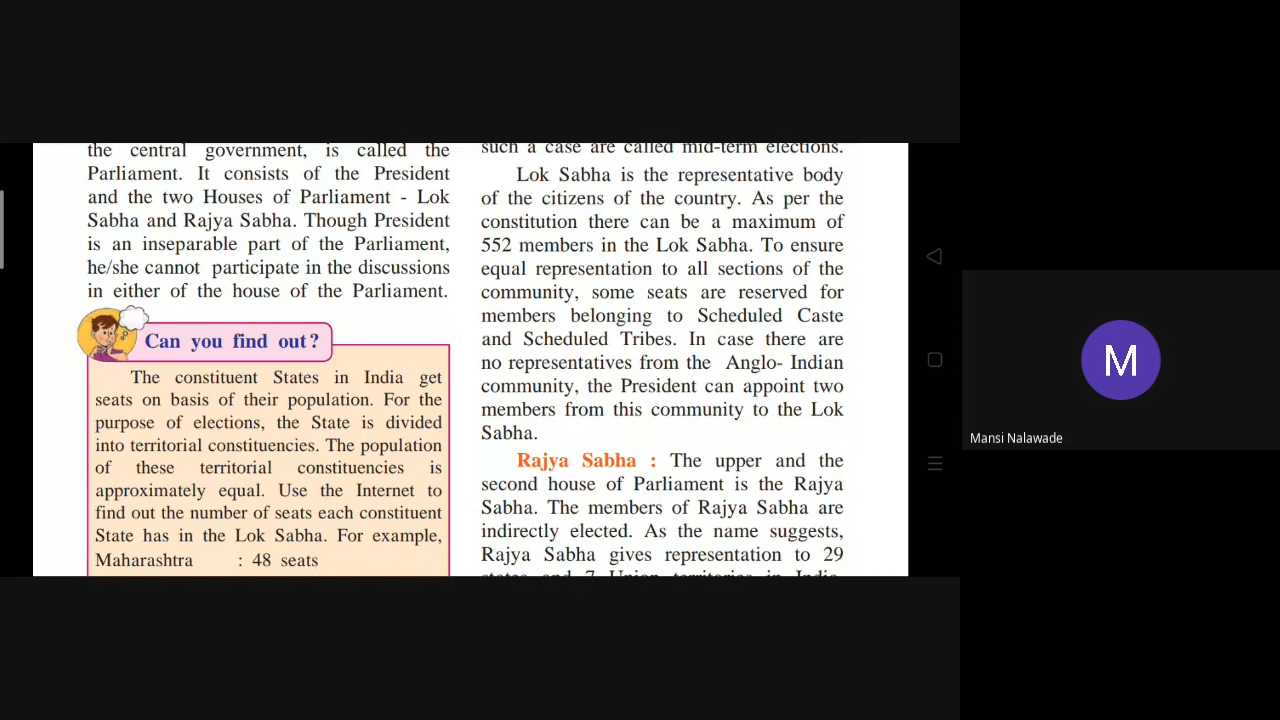 the central government, is called the
Parliament. It consists of the President
and the two Houses of Parliament - Lok
Sabha and Rajya Sabha. Though President
is an inseparable part of the Parliament,
he/she cannot participate in the discussions
in either of the house of the Parliament.
Can you find out?
The constituent States in India get
seats on basis of their population. For the
purpose of elections, the State is divided
into territorial constituencies. The population
of these territorial constituencies is
approximately equal. Use the Internet to
find out the number of seats each constituent
State has in the Lok Sabha. For example,
Maharashtra : 48 seats
such a case are called mid-term elections.
Lok Sabha is the representative body
of the citizens of the country. As per the
constitution there can be a maximum of
552 members in the Lok Sabha. To ensure
equal representation to all sections of the
community, some seats are reserved for
members belonging to Scheduled Caste
and Scheduled Tribes. In case there are
no representatives from the Anglo- Indian
community, the President can appoint two
members from this community to the Lok
Sabha.
Rajya Sabha : The upper and the
second house of Parliament is the Rajya
Sabha. The members of Rajya Sabha are
indirectly elected. As the name suggests,
Rajya Sabha gives representation to 29
states and 7 Union territories in India.
M
Mansi Nalawade